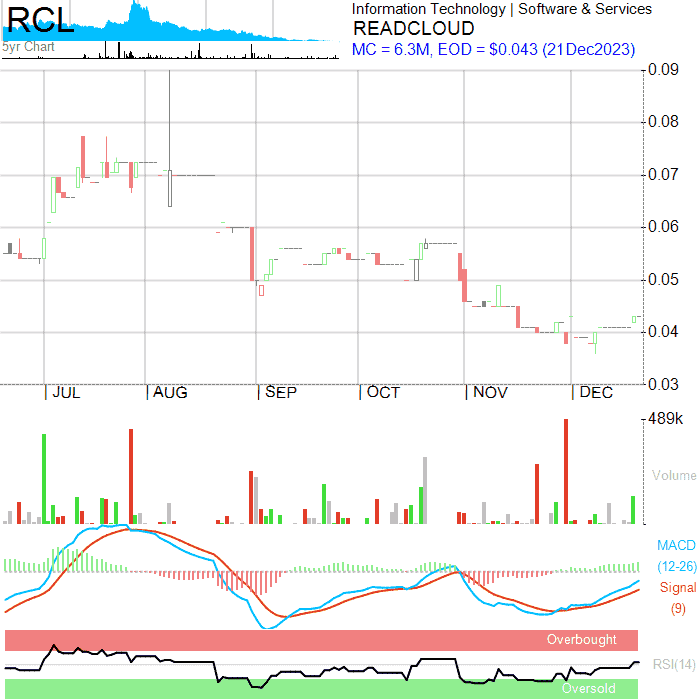 RCL
5yr Chart
Information Technology | Software & Services
READCLOUD
MC = 6.3M, EOD = $0.043 (21Dec2023)
0.09
0.08
0.07
0.06
0.05
0.04
0.03
JUL AUG SEP OCT NOV DEC
489k
Volume
MACD
(12-26)
Signal
(9)
Overbought
RSI(14)
Oversold